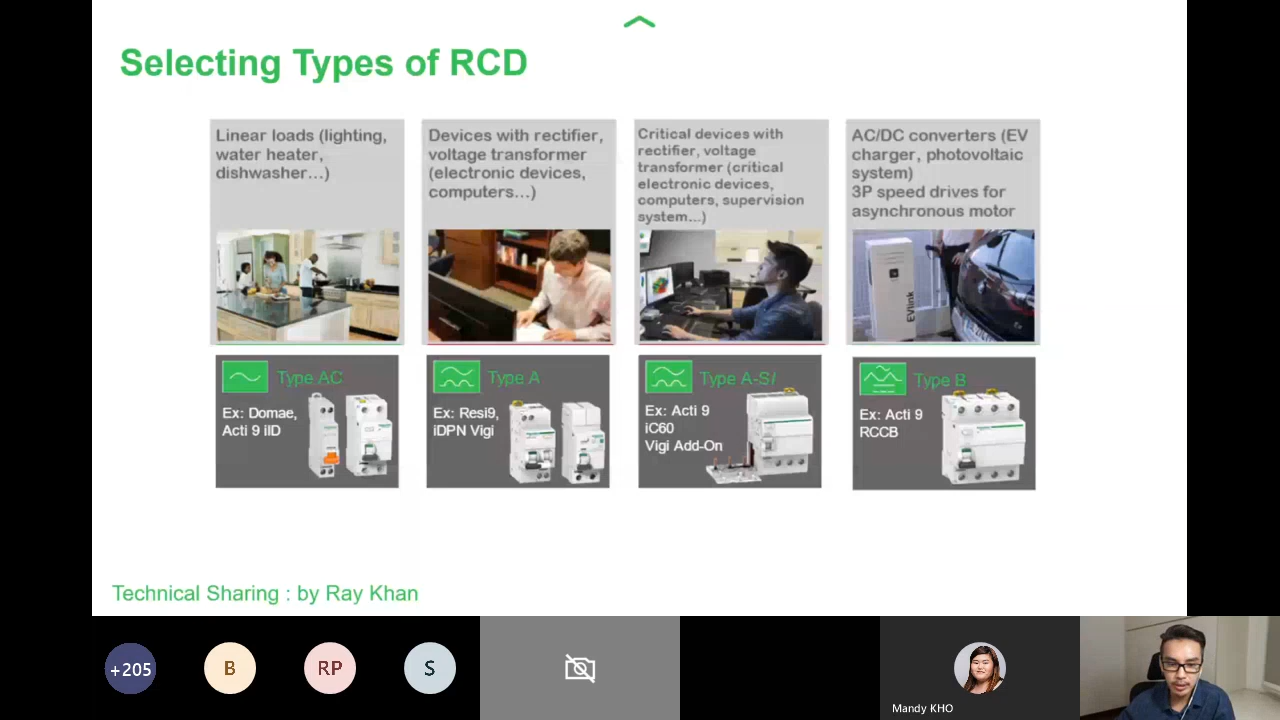 Selecting Types of RCD
Linear loads (lighting,
water heater,
dishwasher...)
Devices with rectifier,
voltage transformer
(electronic devices,
computers...)
Critical devices with
rectifier, voltage
transformer (critical
electronic devices,
computers, supervision
system...)
AC/DC converters (EV
charger, photovoltaic
system)
3P speed drives for
asynchronous motor
EVlink
Type AC
Ex: Domae,
Acti 9 iID
Type A
Ex: Resi9,
iDPN Vigi
Type A-SI
Ex: Acti 9
iC60
Vigi Add-On
Type B
Ex: Acti 9
RCCB
Technical Sharing : by Ray Khan
+205
B
RP
S
Mandy KHO